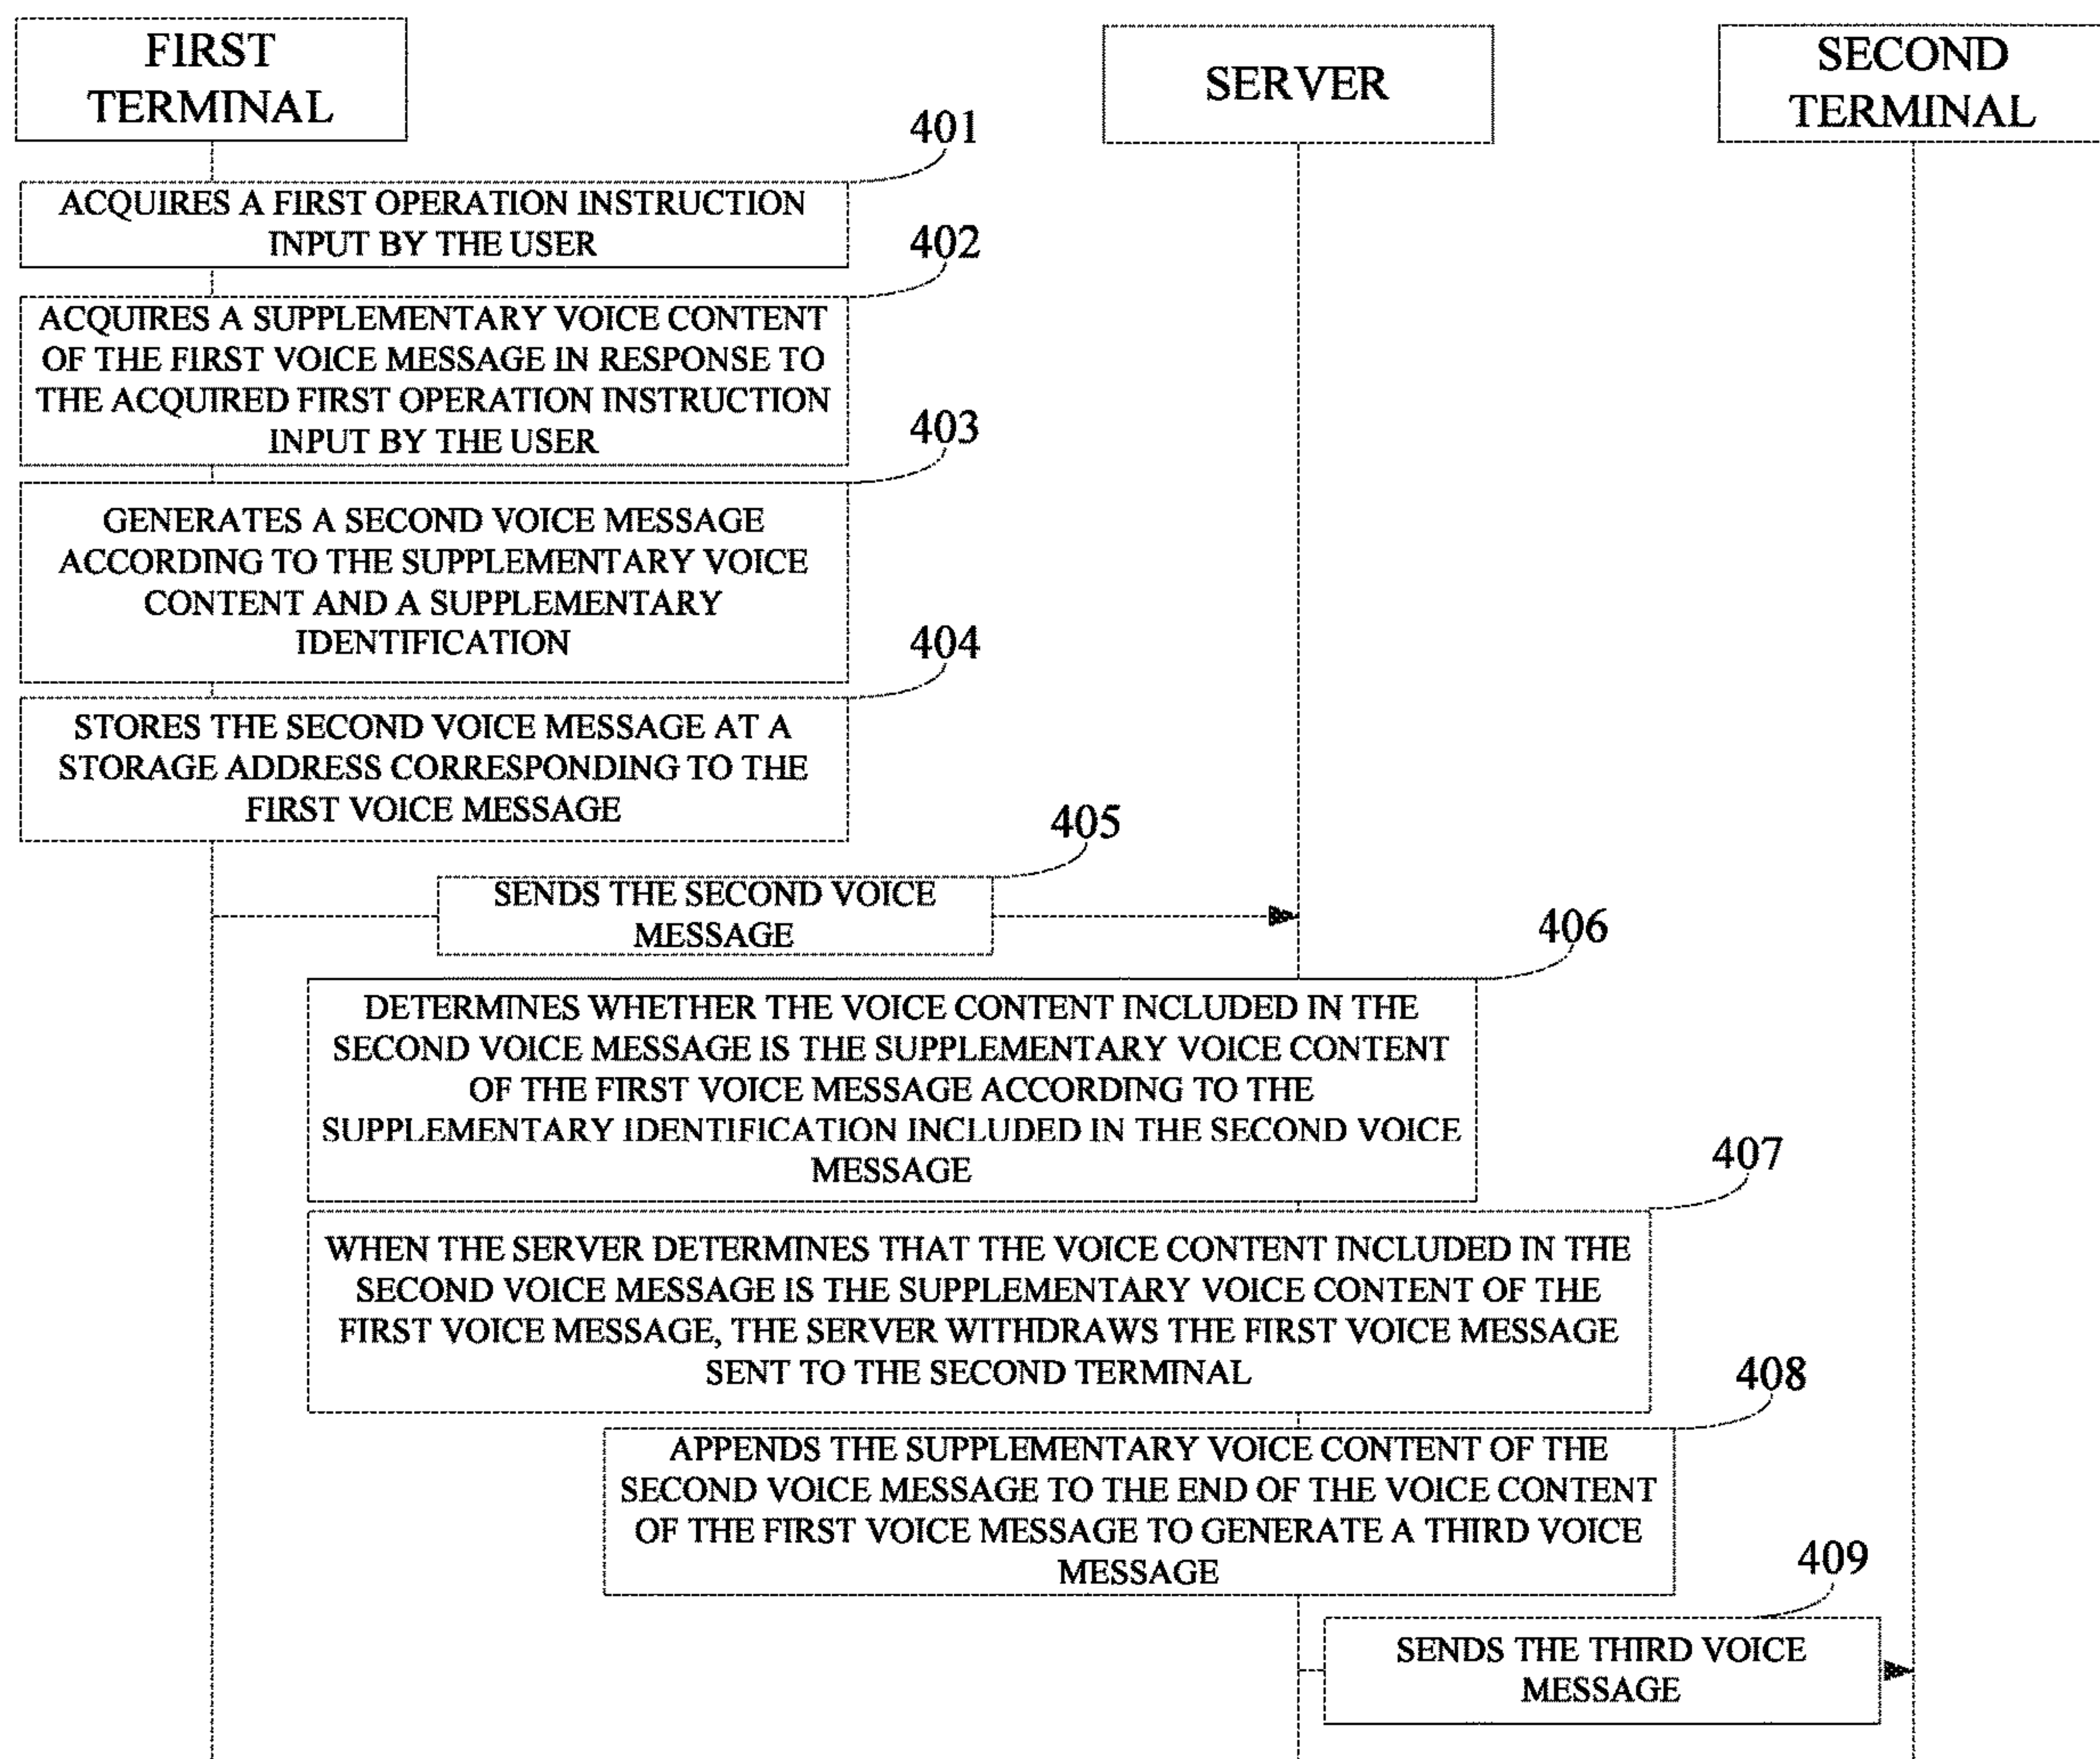 FIRST
TERMINAL
SERVER
SECOND
TERMINAL
401
ACQUIRES A FIRST OPERATION INSTRUCTION
INPUT BY THE USER
402
ACQUIRES A SUPPLEMENTARY VOICE CONTENT
OF THE FIRST VOICE MESSAGE IN RESPONSE TO
THE ACQUIRED FIRST OPERATION INSTRUCTION
INPUT BY THE USER
403
GENERATES A SECOND VOICE MESSAGE
ACCORDING TO THE SUPPLEMENTARY VOICE
CONTENT AND A SUPPLEMENTARY
IDENTIFICATION
404
STORES THE SECOND VOICE MESSAGE AT A
STORAGE ADDRESS CORRESPONDING TO THE
FIRST VOICE MESSAGE
405
SENDS THE SECOND VOICE
MESSAGE
406
DETERMINES WHETHER THE VOICE CONTENT INCLUDED IN THE
SECOND VOICE MESSAGE IS THE SUPPLEMENTARY VOICE CONTENT
OF THE FIRST VOICE MESSAGE ACCORDING TO THE
SUPPLEMENTARY IDENTIFICATION INCLUDED IN THE SECOND VOICE
MESSAGE
407
WHEN THE SERVER DETERMINES THAT THE VOICE CONTENT INCLUDED IN THE
SECOND VOICE MESSAGE IS THE SUPPLEMENTARY VOICE CONTENT OF THE
FIRST VOICE MESSAGE, THE SERVER WITHDRAWS THE FIRST VOICE MESSAGE
SENT TO THE SECOND TERMINAL
408
APPENDS THE SUPPLEMENTARY VOICE CONTENT OF THE
SECOND VOICE MESSAGE TO THE END OF THE VOICE CONTENT
OF THE FIRST VOICE MESSAGE TO GENERATE A THIRD VOICE
MESSAGE
409
SENDS THE THIRD VOICE
MESSAGE